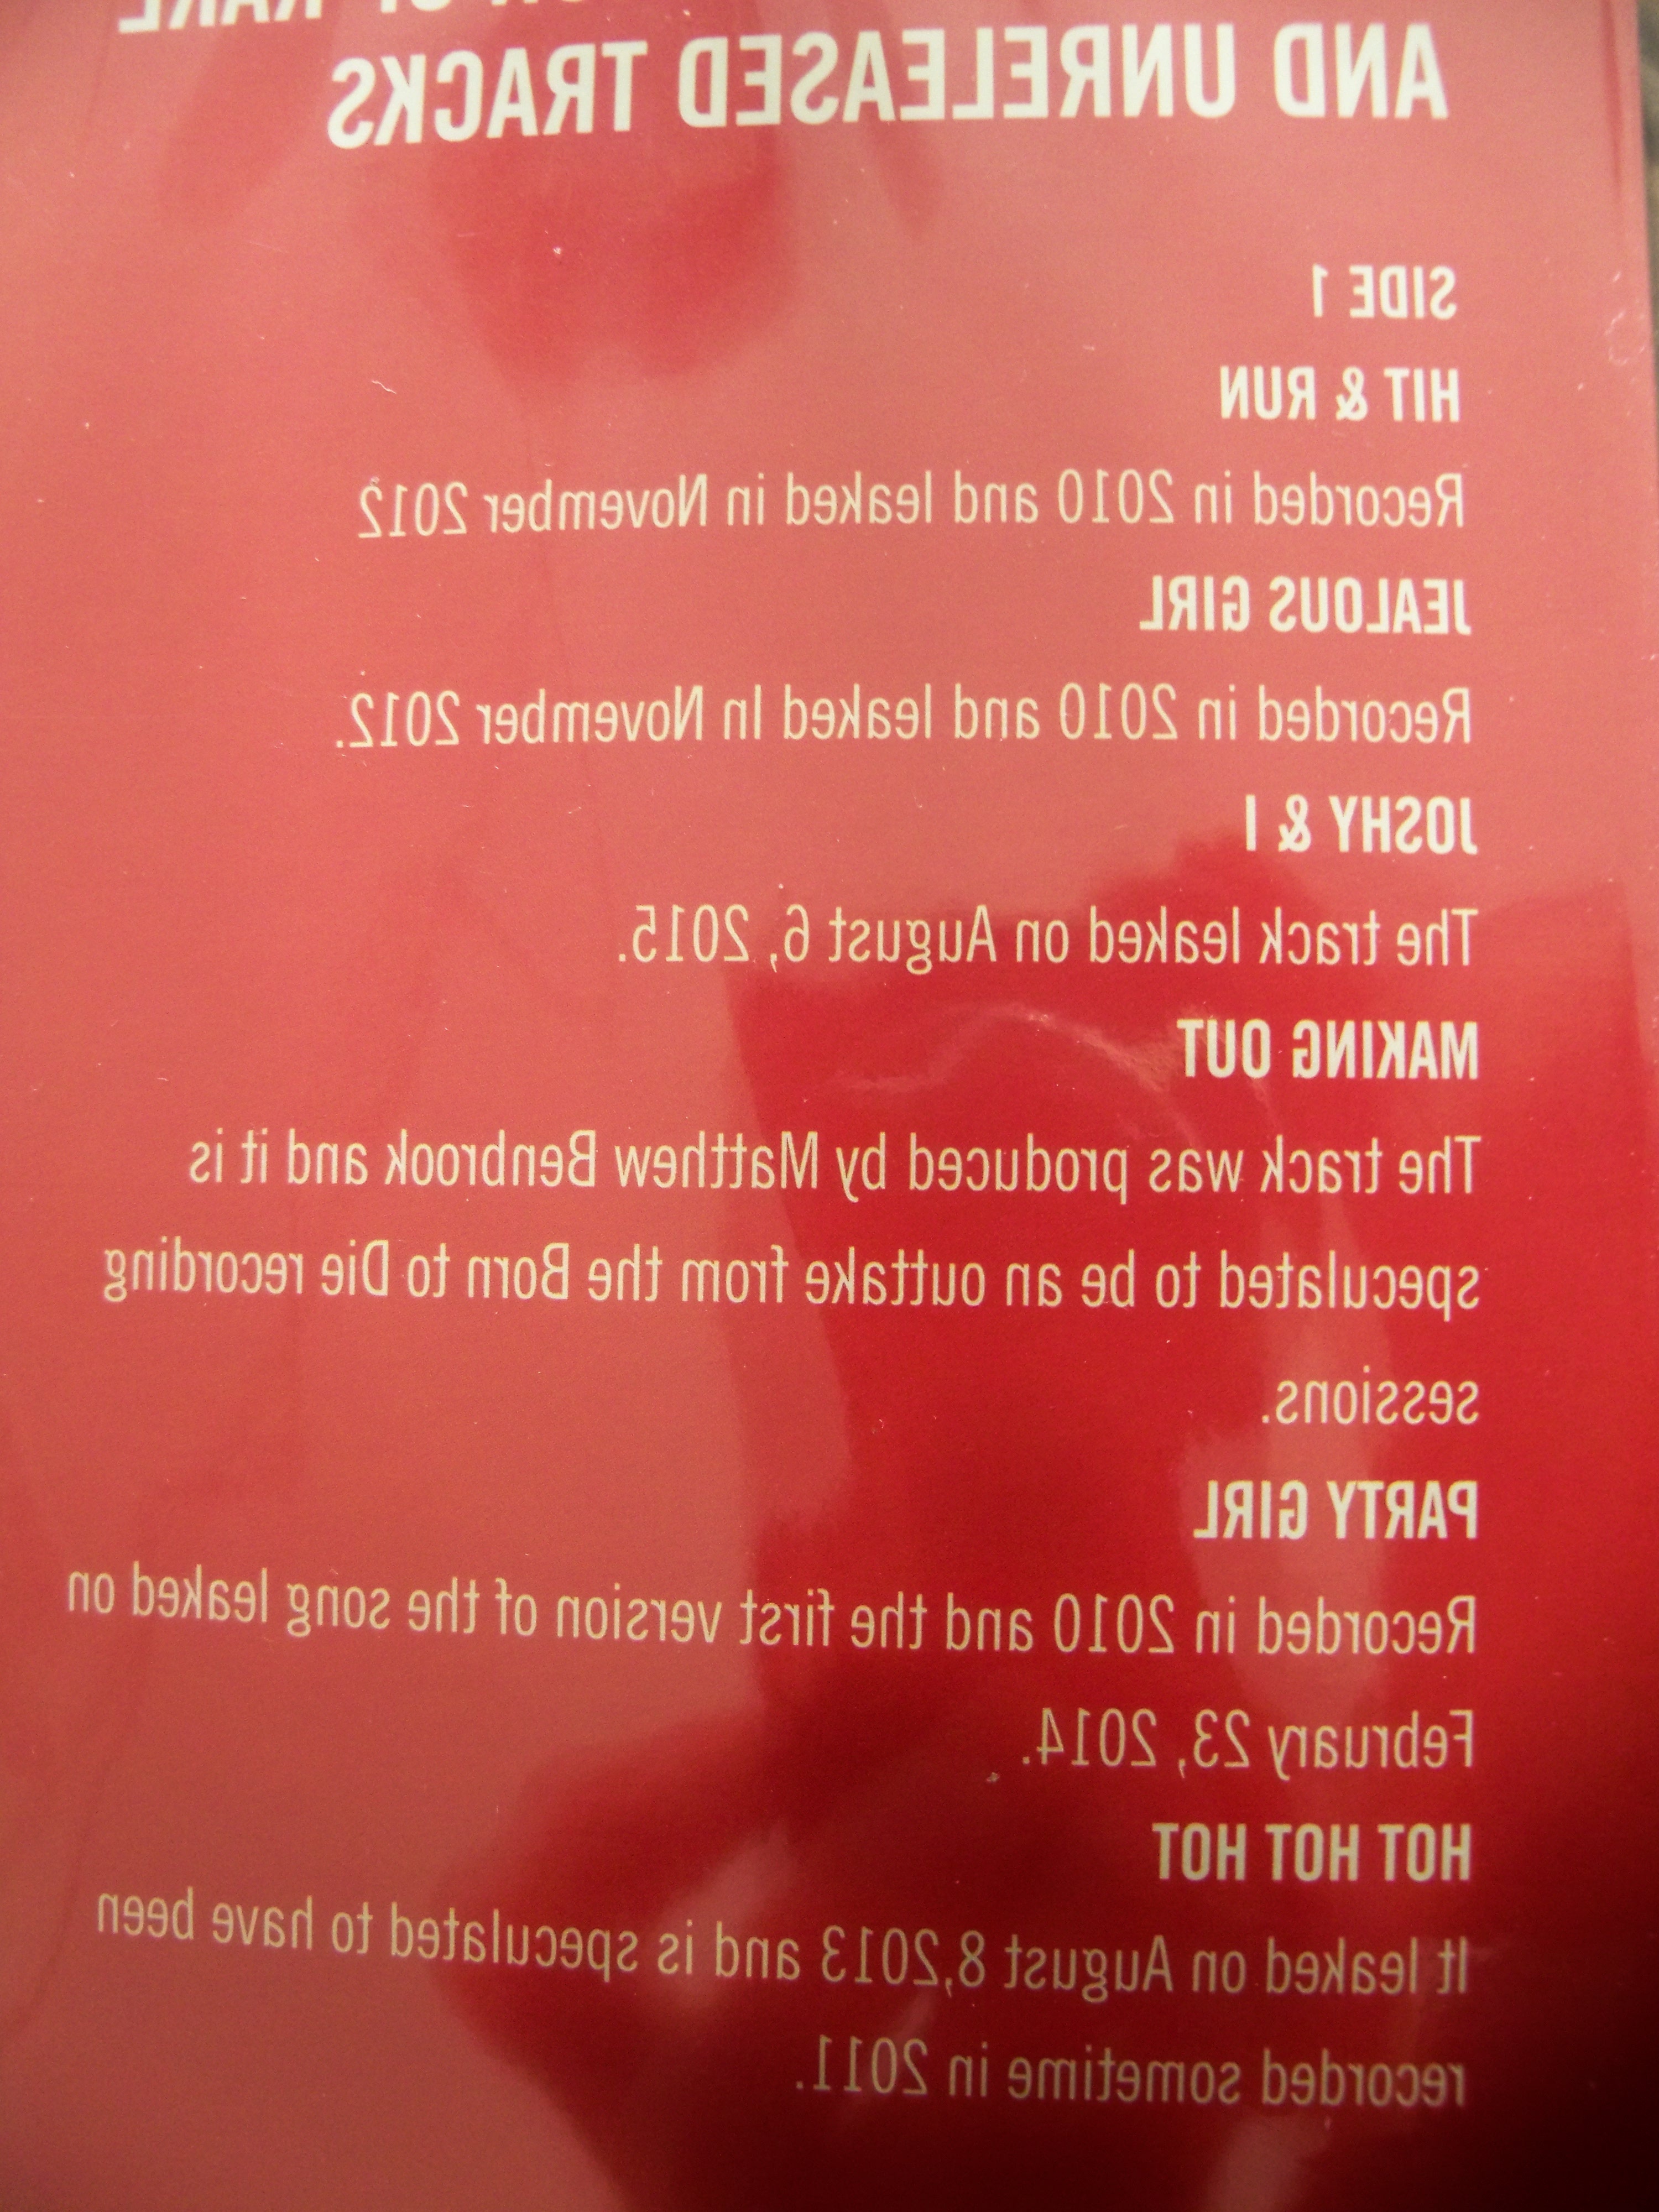 OF RARE
AND UNRELEASED TRACKS
SIDE 1
HIT & RUN
Recorded in 2010 and leaked in November 2012
JEALOUS GIRL
Recorded in 2010 and leaked In November 2012.
JOSHY & I
The track leaked on August 6, 2015.
MAKING OUT
The track was produced by Matthew Benbrook and it is
speculated to be an outtake from the Born to Die recording
sessions.
PARTY GIRL
Recorded in 2010 and the first version of the song leaked on
February 23, 2014.
HOT HOT HOT
It leaked on August 8,2013 and is speculated to have been
recorded sometime in 2011.